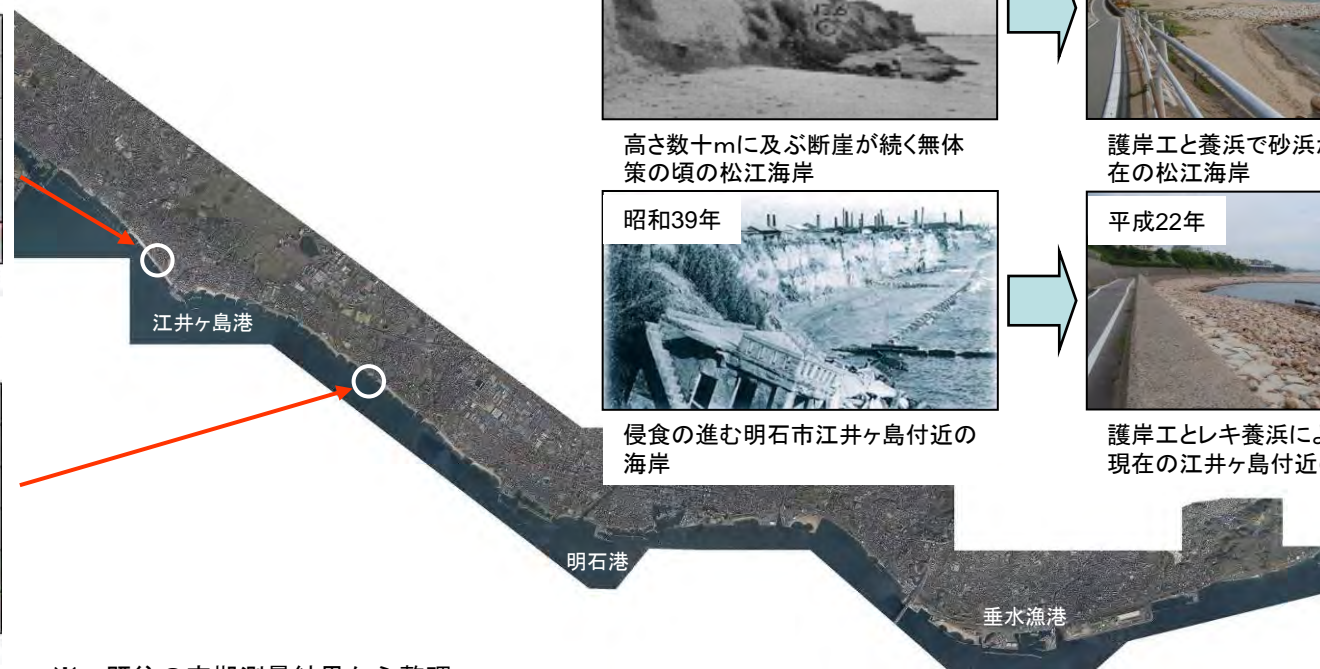 高さ数十mに及ぶ断崖が続く無体
策の頃の松江海岸
護岸工と養浜で砂浜
在の松江海岸
昭和39年
平成22年
侵食の進む明石市江井ヶ島付近の
海岸
護岸工とレキ養浜に
現在の江井ヶ島付近
江井ヶ島港
明石港
垂水漁港